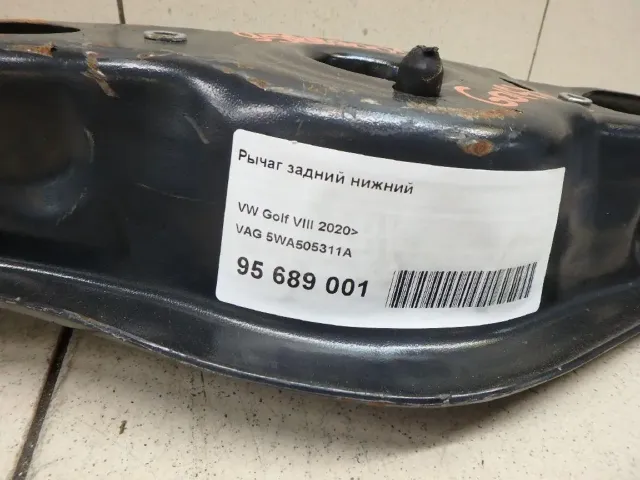 Рычаг задний нижний
VW Golf VIII 2020>
VAG 5WA505311A
95 689 001